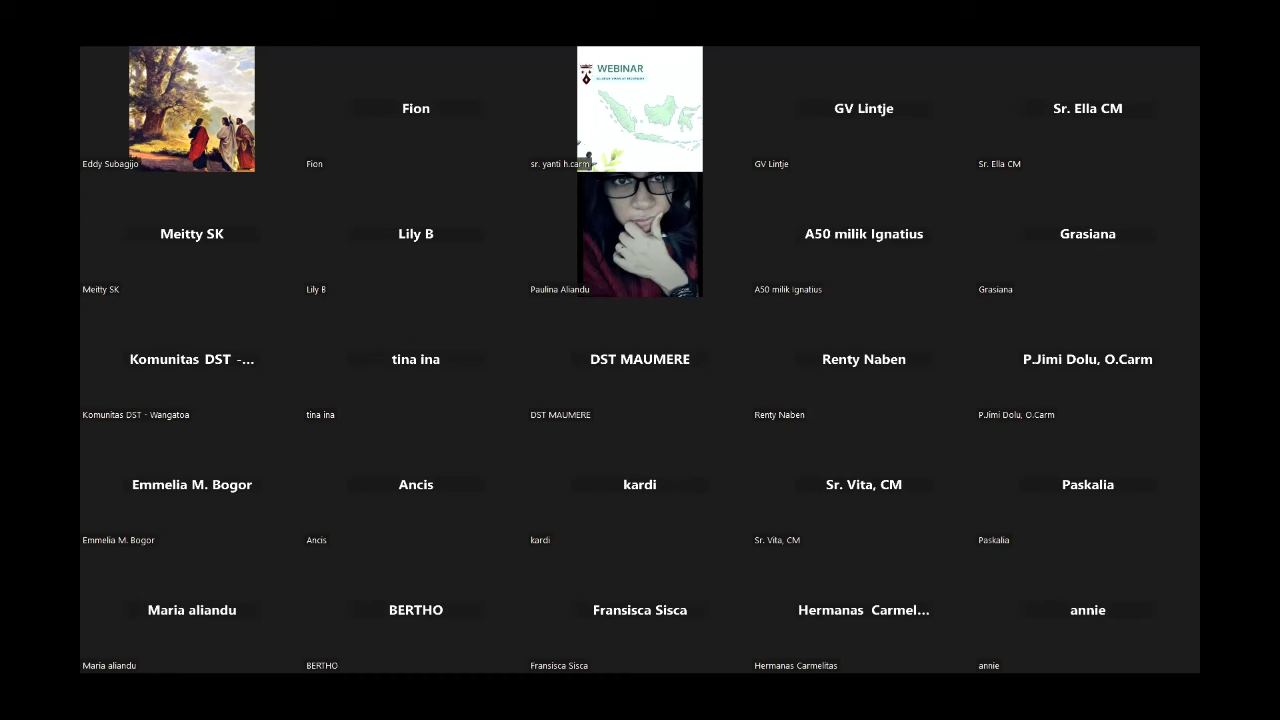 WEBINAR
Fion
GV Lintje
Sr. Ella CM
Eddy Subagijo
Fion
sr. yanti h.carm
GV Lintje
Sr. Ella CM
Meitty SK
Lily B
A50 milik Ignatius
Grasiana
Meitty SK
Lily B
Paulina Aliandu
A50 milik Ignatius
Grasiana
Komunitas DST -...
tina ina
DST MAUMERE
Renty Naben
P.Jimi Dolu, O.Carm
Komunitas DST - Wangatoa
tina ina
DST MAUMERE
Renty Naben
P.Jimi Dolu, O.Carm
Emmelia M. Bogor
Ancis
kardi
Sr. Vita, CM
Paskalia
Emmelia M. Bogor
Ancis
kardi
Sr. Vita, CM
Paskalia
Maria aliandu
BERTHO
Fransisca Sisca
Hermanas Carmel...
annie
Maria aliandu
BERTHO
Fransisca Sisca
Hermanas Carmelitas
annie